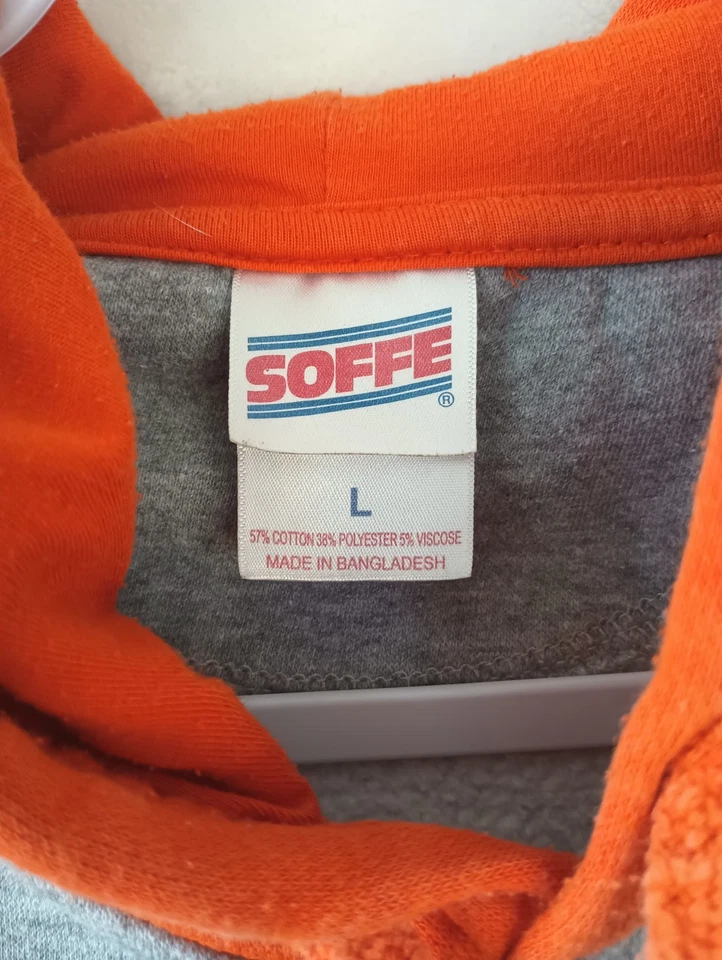 SOFFE
®
L
57% COTTON 38% POLYESTER 5% VISCOSE
MADE IN BANGLADESH